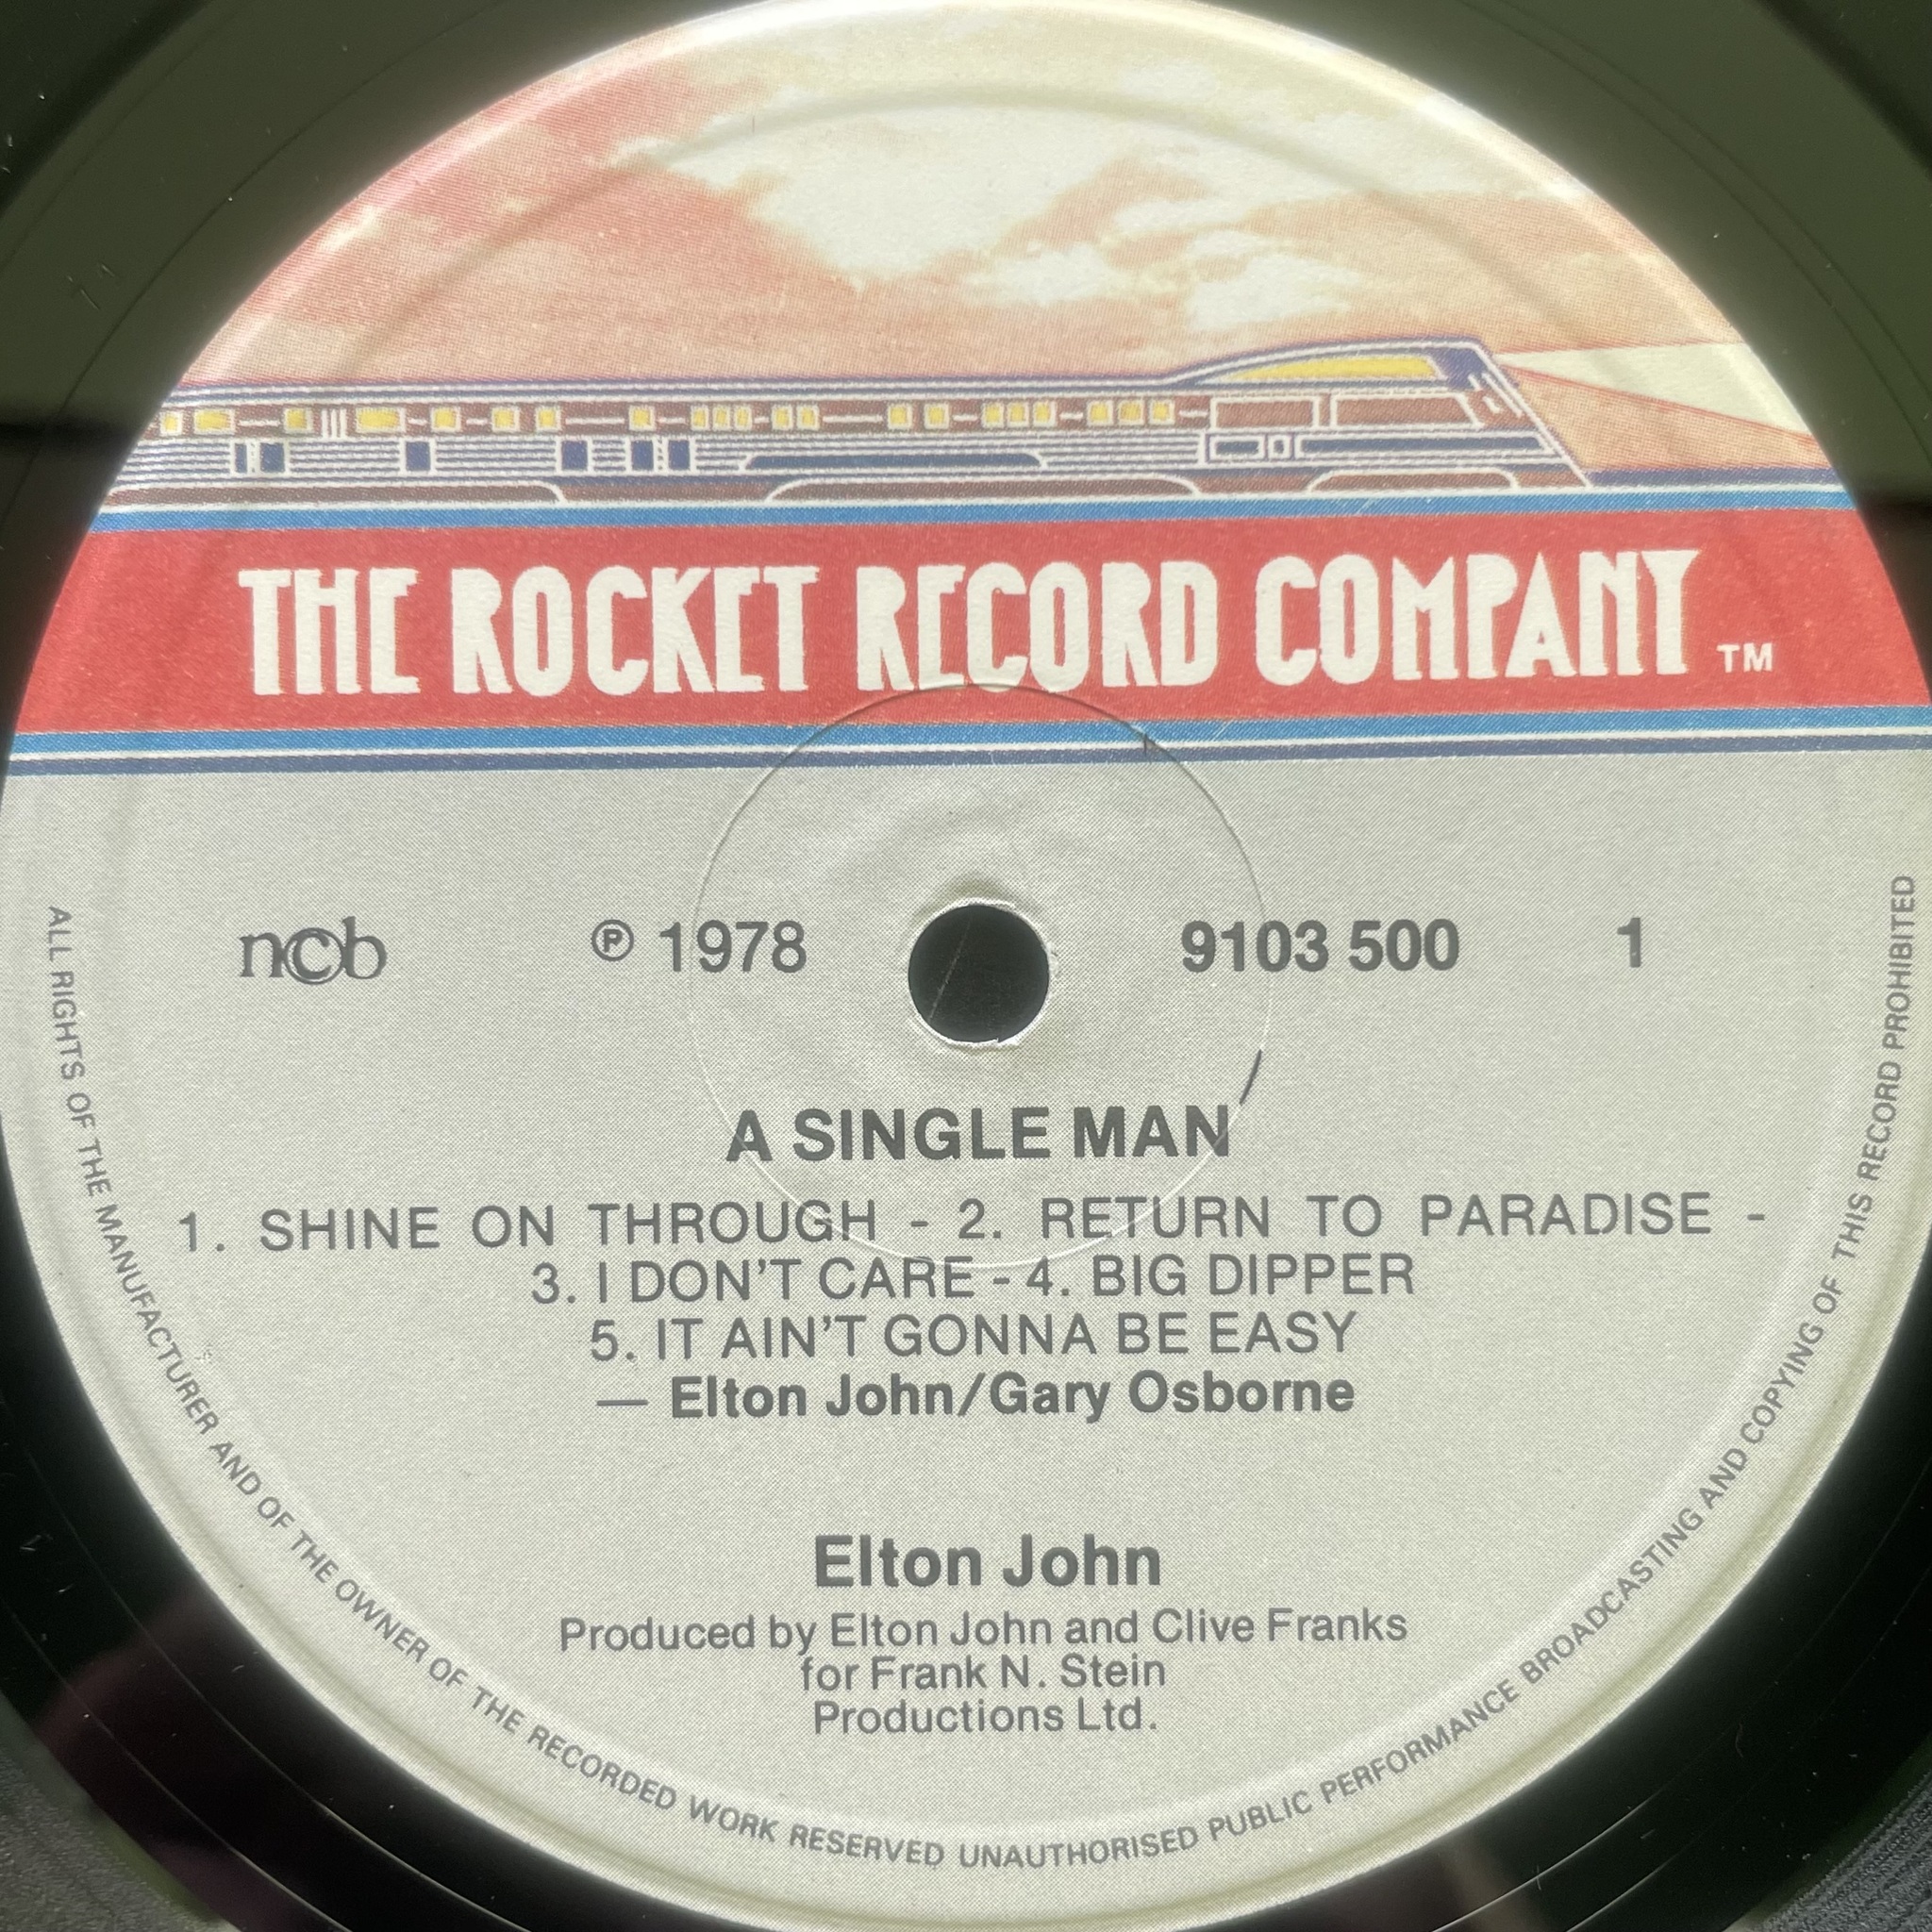 THE ROCKET RECORD COMPANY TM
ncb ℗ 1978 9103 500 1
A SINGLE MAN
1. SHINE ON THROUGH - 2. RETURN TO PARADISE -
3. I DON'T CARE - 4. BIG DIPPER
5. IT AIN'T GONNA BE EASY
— Elton John/Gary Osborne
Elton John
Produced by Elton John and Clive Franks
for Frank N. Stein
Productions Ltd.
ALL RIGHTS OF THE MANUFACTURER AND OF THE OWNER OF THE RECORDED WORK RESERVED UNAUTHORISED PUBLIC PERFORMANCE BROADCASTING AND COPYING OF THIS RECORD PROHIBITED